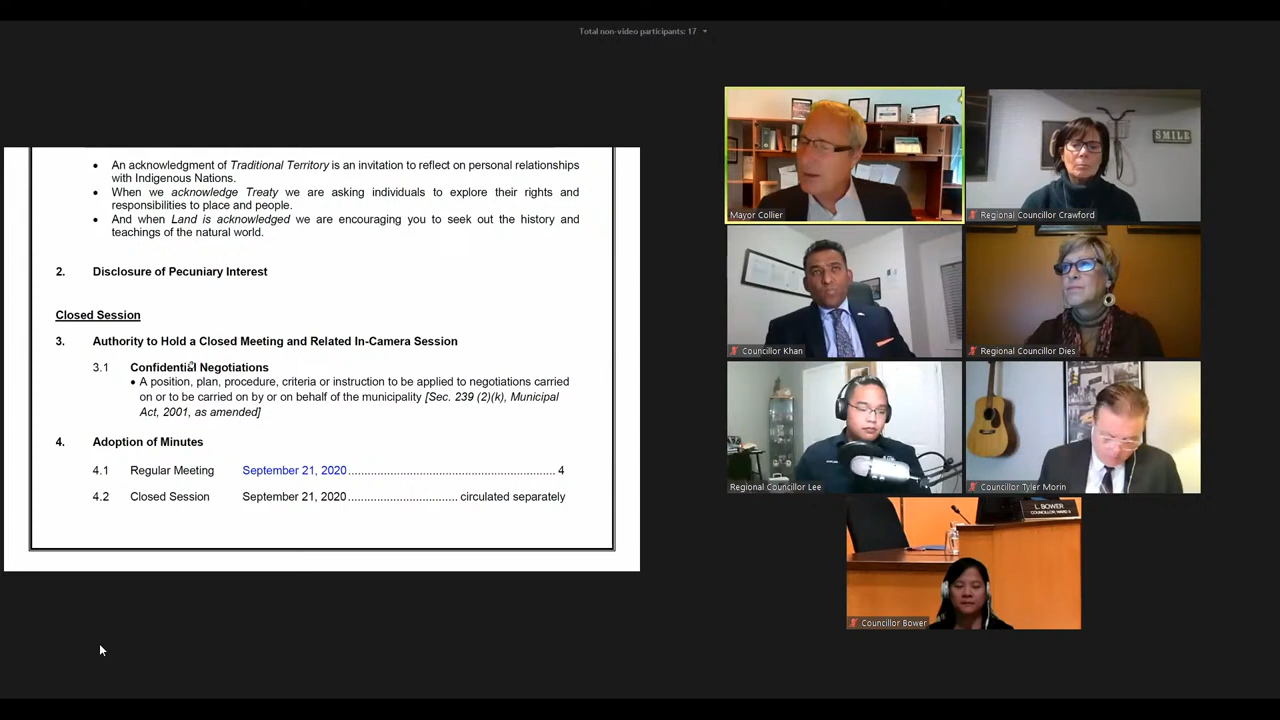 Total non-video participants: 17
• An acknowledgment of Traditional Territory is an invitation to reflect on personal relationships
with Indigenous Nations.
• When we acknowledge Treaty we are asking individuals to explore their rights and
responsibilities to place and people.
• And when Land is acknowledged we are encouraging you to seek out the history and
teachings of the natural world.
2. Disclosure of Pecuniary Interest
Closed Session
3. Authority to Hold a Closed Meeting and Related In-Camera Session
3.1 Confidential Negotiations
• A position, plan, procedure, criteria or instruction to be applied to negotiations carried
on or to be carried on by or on behalf of the municipality [Sec. 239 (2)(k), Municipal
Act, 2001, as amended]
4. Adoption of Minutes
4.1 Regular Meeting September 21, 2020 ............................................................... 4
4.2 Closed Session September 21, 2020 .................................. circulated separately
Mayor Collier
SMILE
Regional Councillor Crawford
Councillor Khan
Regional Councillor Dies
Regional Councillor Lee
Councillor Tyler Morin
L. BOWER
COUNCILLOR, WARD 3
Councillor Bower